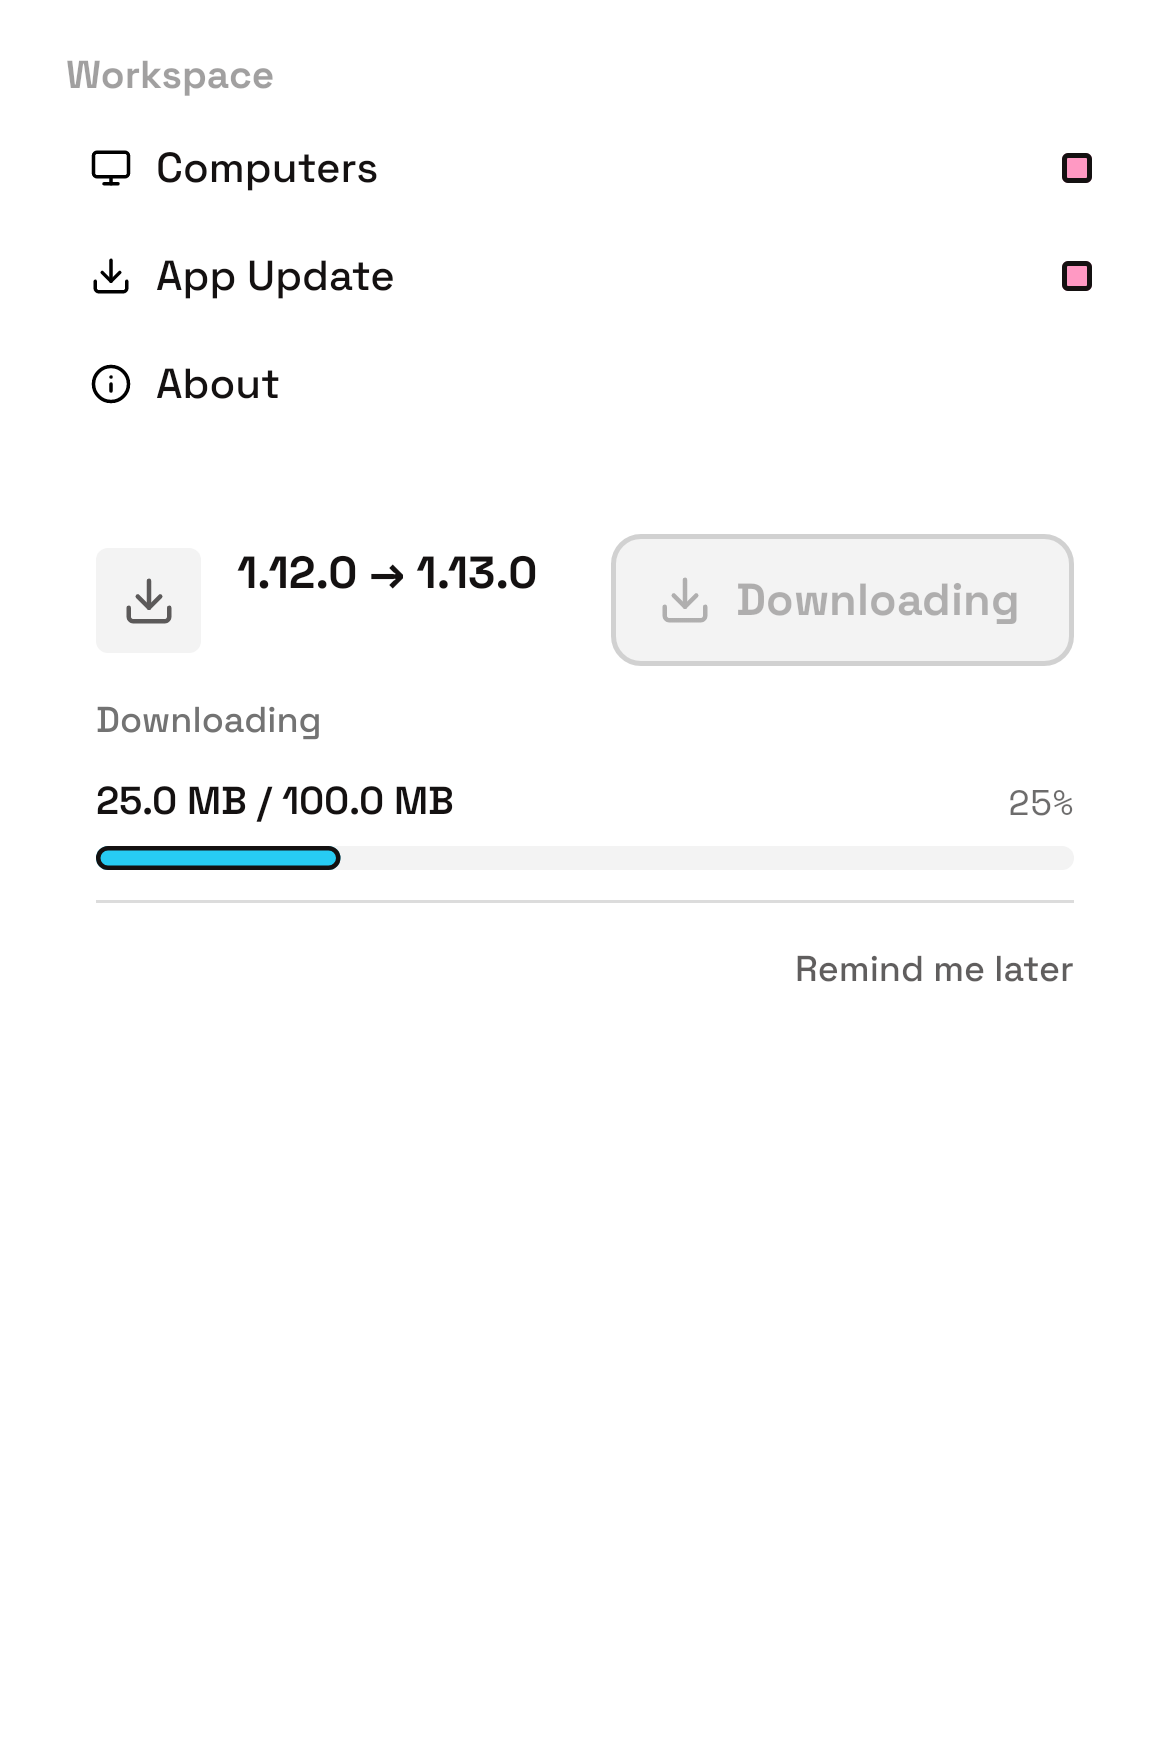 Workspace
Computers
App Update
About
1.12.0 → 1.13.0
Downloading
Downloading
25.0 MB / 100.0 MB
25%
Remind me later